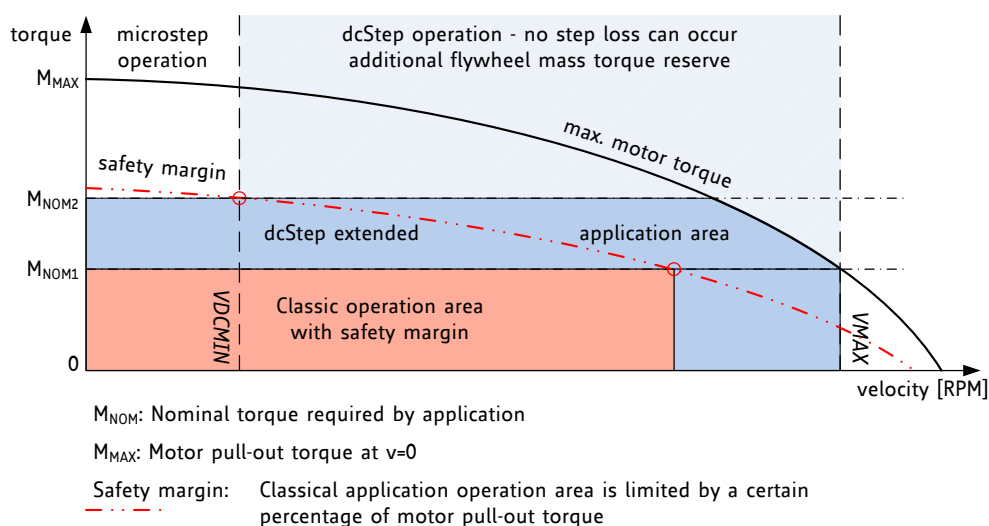 torque
microstep
operation
dcStep operation - no step loss can occur
additional flywheel mass torque reserve
MMAX
max. motor torque
safety margin
MNOM2
dcStep extended
application area
MNOM1
Classic operation area
with safety margin
VDCMIN
VMAX
0
velocity [RPM]
MNOM: Nominal torque required by application
MMAX: Motor pull-out torque at v=0
Safety margin: Classical application operation area is limited by a certain
percentage of motor pull-out torque